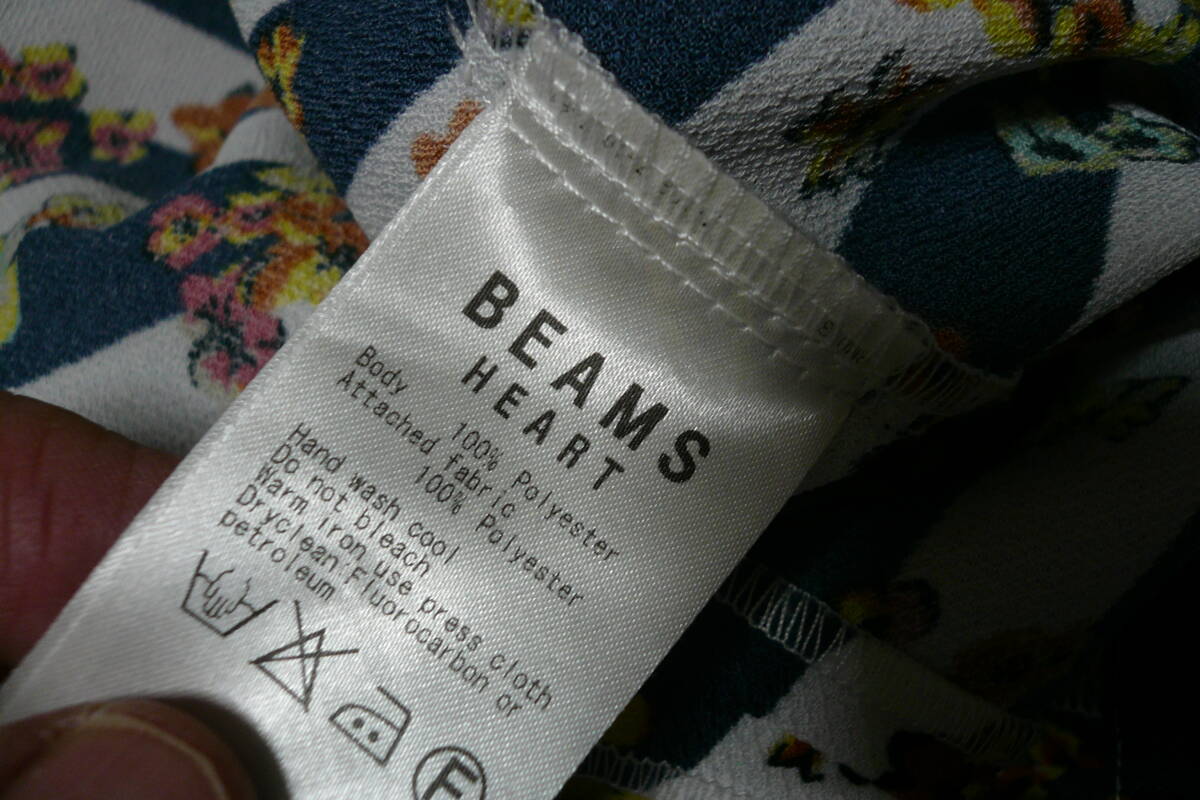 BEAMS
HEART
Body 100% Polyester
Attached fabric
100% Polyester
Hand wash cool
Do not bleach
Warm iron,use press cloth
Dryclean,Fluorocarbon or
petroleum
F